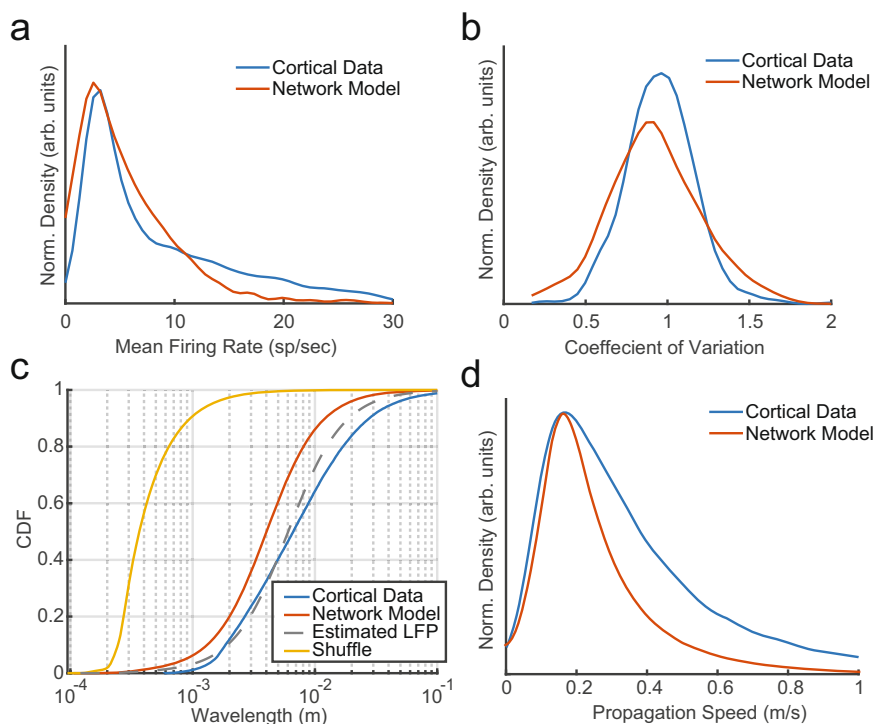 a
Norm. Density (arb. units)
Cortical Data
Network Model
0
10
20
30
Mean Firing Rate (sp/sec)
b
Norm. Density (arb. units)
Cortical Data
Network Model
0
0.5
1
1.5
2
Coeffecient of Variation
c
CDF
1
0.8
0.6
0.4
0.2
0
Cortical Data
Network Model
Estimated LFP
Shuffle
10-4
10-3
10-2
10-1
Wavelength (m)
d
Norm. Density (arb. units)
Cortical Data
Network Model
0
0.2
0.4
0.6
0.8
1
Propagation Speed (m/s)